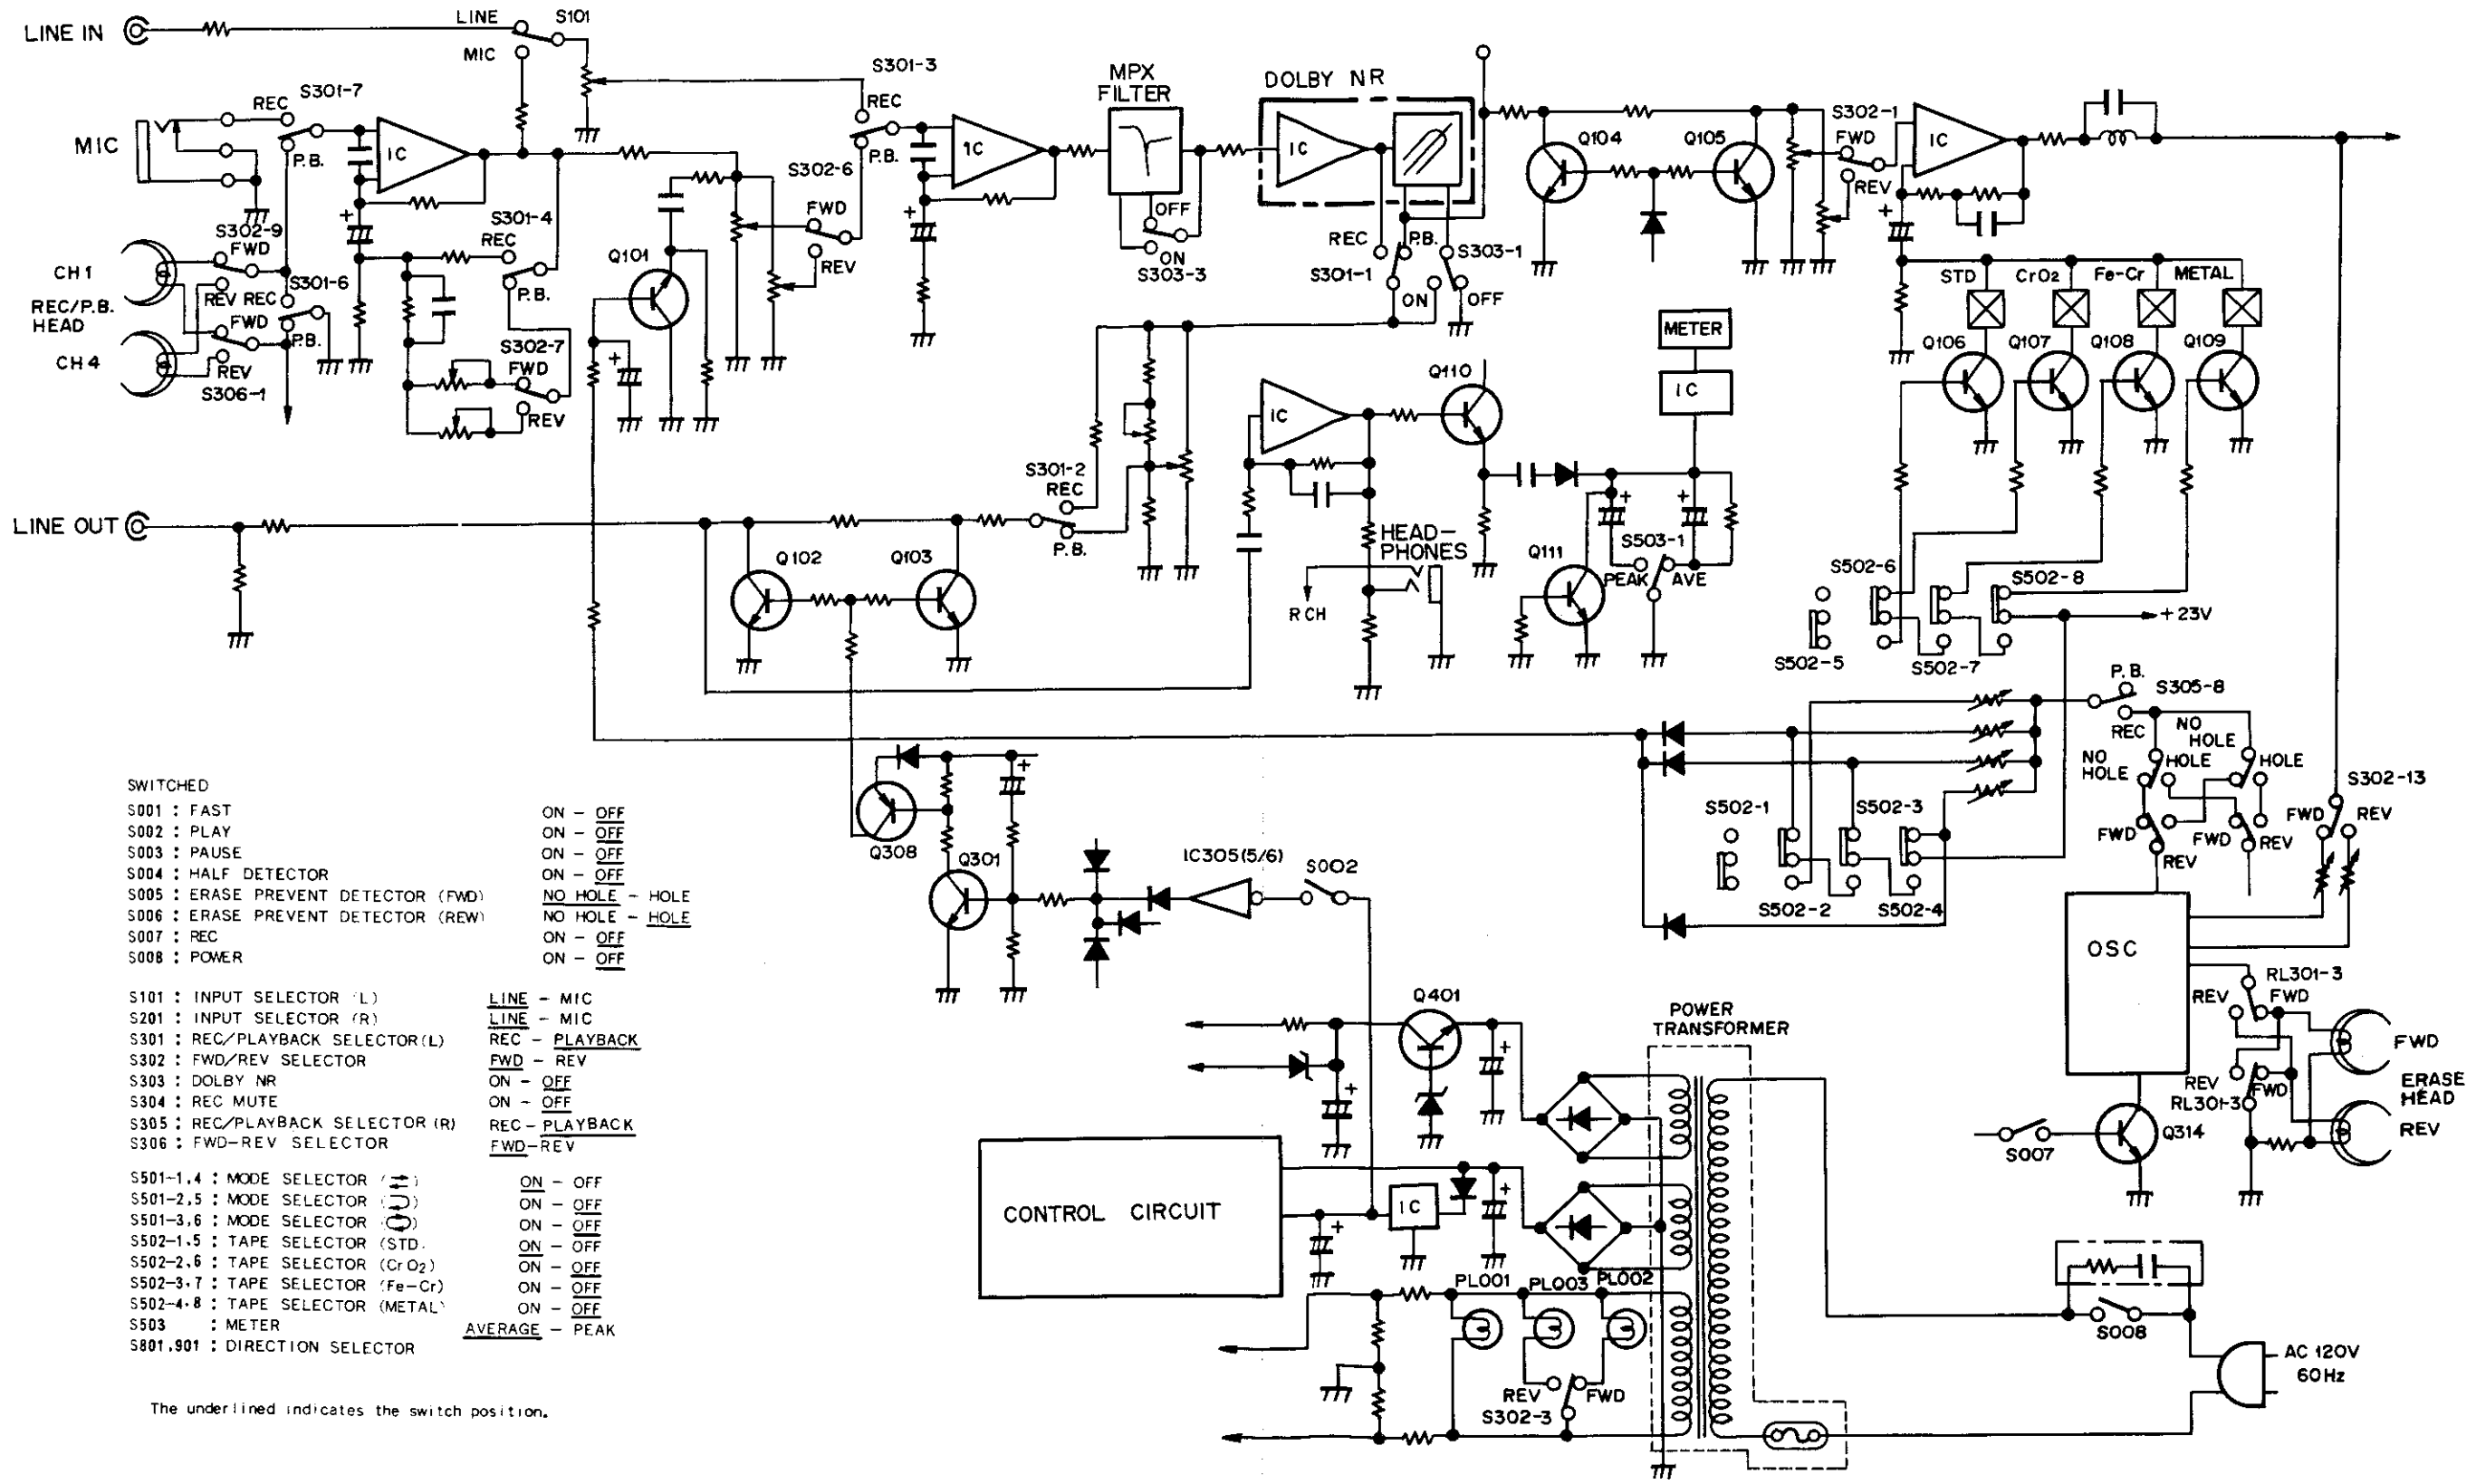 LINE IN
LINE
S101
MIC
S301-7
REC
MIC
P.B.
IC
S302-9
FWD
CH 1
REC/P.B.
HEAD
REV
REC
S301-6
FWD
P.B.
CH 4
REV
S306-1
S301-4
REC
P.B.
S302-7
FWD
REV
Q101
S301-3
REC
P.B.
S302-6
FWD
REV
IC
MPX
FILTER
OFF
ON
S303-3
DOLBY NR
IC
REC
P.B.
S301-1
S303-1
ON
OFF
Q104
Q105
S302-1
FWD
REV
IC
STD
CrO2
Fe-Cr
METAL
Q106
Q107
Q108
Q109
METER
IC
Q110
IC
LINE OUT
Q102
Q103
S301-2
REC
P.B.
HEAD-
PHONES
R CH
Q111
S503-1
PEAK
AVE
S502-6
S502-8
+23V
S502-5
S502-7
P.B.
S305-8
REC
NO
HOLE
NO
HOLE
HOLE
HOLE
S302-13
FWD
REV
FWD
REV
FWD
REV
S502-1
S502-3
S502-2
S502-4
Q308
Q301
IC305(5/6)
S002
OSC
RL301-3
REV
FWD
FWD
REV
FWD
RL301-3
ERASE
HEAD
REV
Q314
S007
Q401
POWER
TRANSFORMER
CONTROL CIRCUIT
IC
PL001
PL003
PL002
REV
FWD
S302-3
S008
AC 120V
60Hz
SWITCHED
S001 : FAST ON - OFF
S002 : PLAY ON - OFF
S003 : PAUSE ON - OFF
S004 : HALF DETECTOR ON - OFF
S005 : ERASE PREVENT DETECTOR (FWD) NO HOLE - HOLE
S006 : ERASE PREVENT DETECTOR (REW) NO HOLE - HOLE
S007 : REC ON - OFF
S008 : POWER ON - OFF
S101 : INPUT SELECTOR (L) LINE - MIC
S201 : INPUT SELECTOR (R) LINE - MIC
S301 : REC/PLAYBACK SELECTOR(L) REC - PLAYBACK
S302 : FWD/REV SELECTOR FWD - REV
S303 : DOLBY NR ON - OFF
S304 : REC MUTE ON - OFF
S305 : REC/PLAYBACK SELECTOR (R) REC - PLAYBACK
S306 : FWD-REV SELECTOR FWD-REV
S501-1,4 : MODE SELECTOR (⇄) ON - OFF
S501-2,5 : MODE SELECTOR ON - OFF
S501-3,6 : MODE SELECTOR ON - OFF
S502-1,5 : TAPE SELECTOR (STD. ON - OFF
S502-2,6 : TAPE SELECTOR (CrO2) ON - OFF
S502-3,7 : TAPE SELECTOR (Fe-Cr) ON - OFF
S502-4,8 : TAPE SELECTOR (METAL) ON - OFF
S503 : METER AVERAGE - PEAK
S801,901 : DIRECTION SELECTOR
The underlined indicates the switch position.